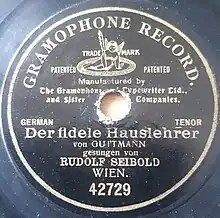 GRAMOPHONE RECORD.
TRADE MARK
PATENTED PATENTED
Manufactured by
The Gramophone and Typewriter Ltd.,
and Sister Companies.
GERMAN TENOR
Der fidele Hauslehrer
von GUTTMANN
gesungen von
RUDOLF SEIBOLD
WIEN.
42729